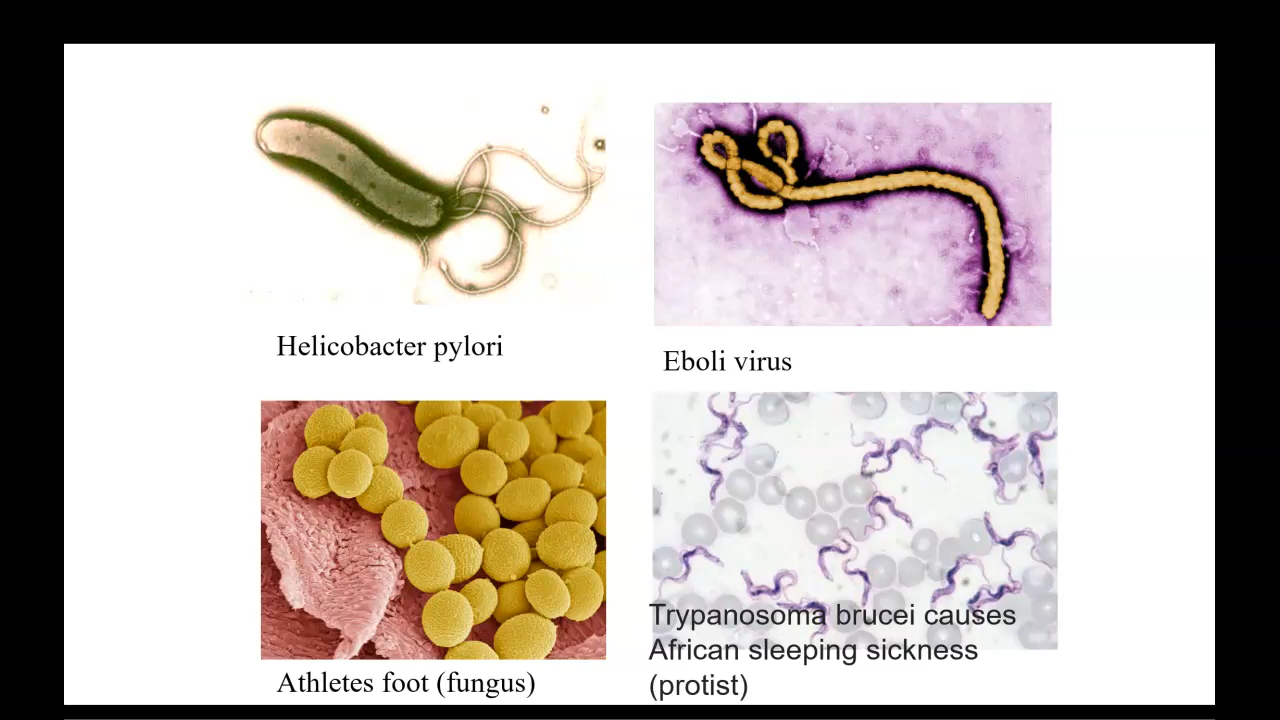 Helicobacter pylori
Eboli virus
Athletes foot (fungus)
Trypanosoma brucei causes
African sleeping sickness
(protist)